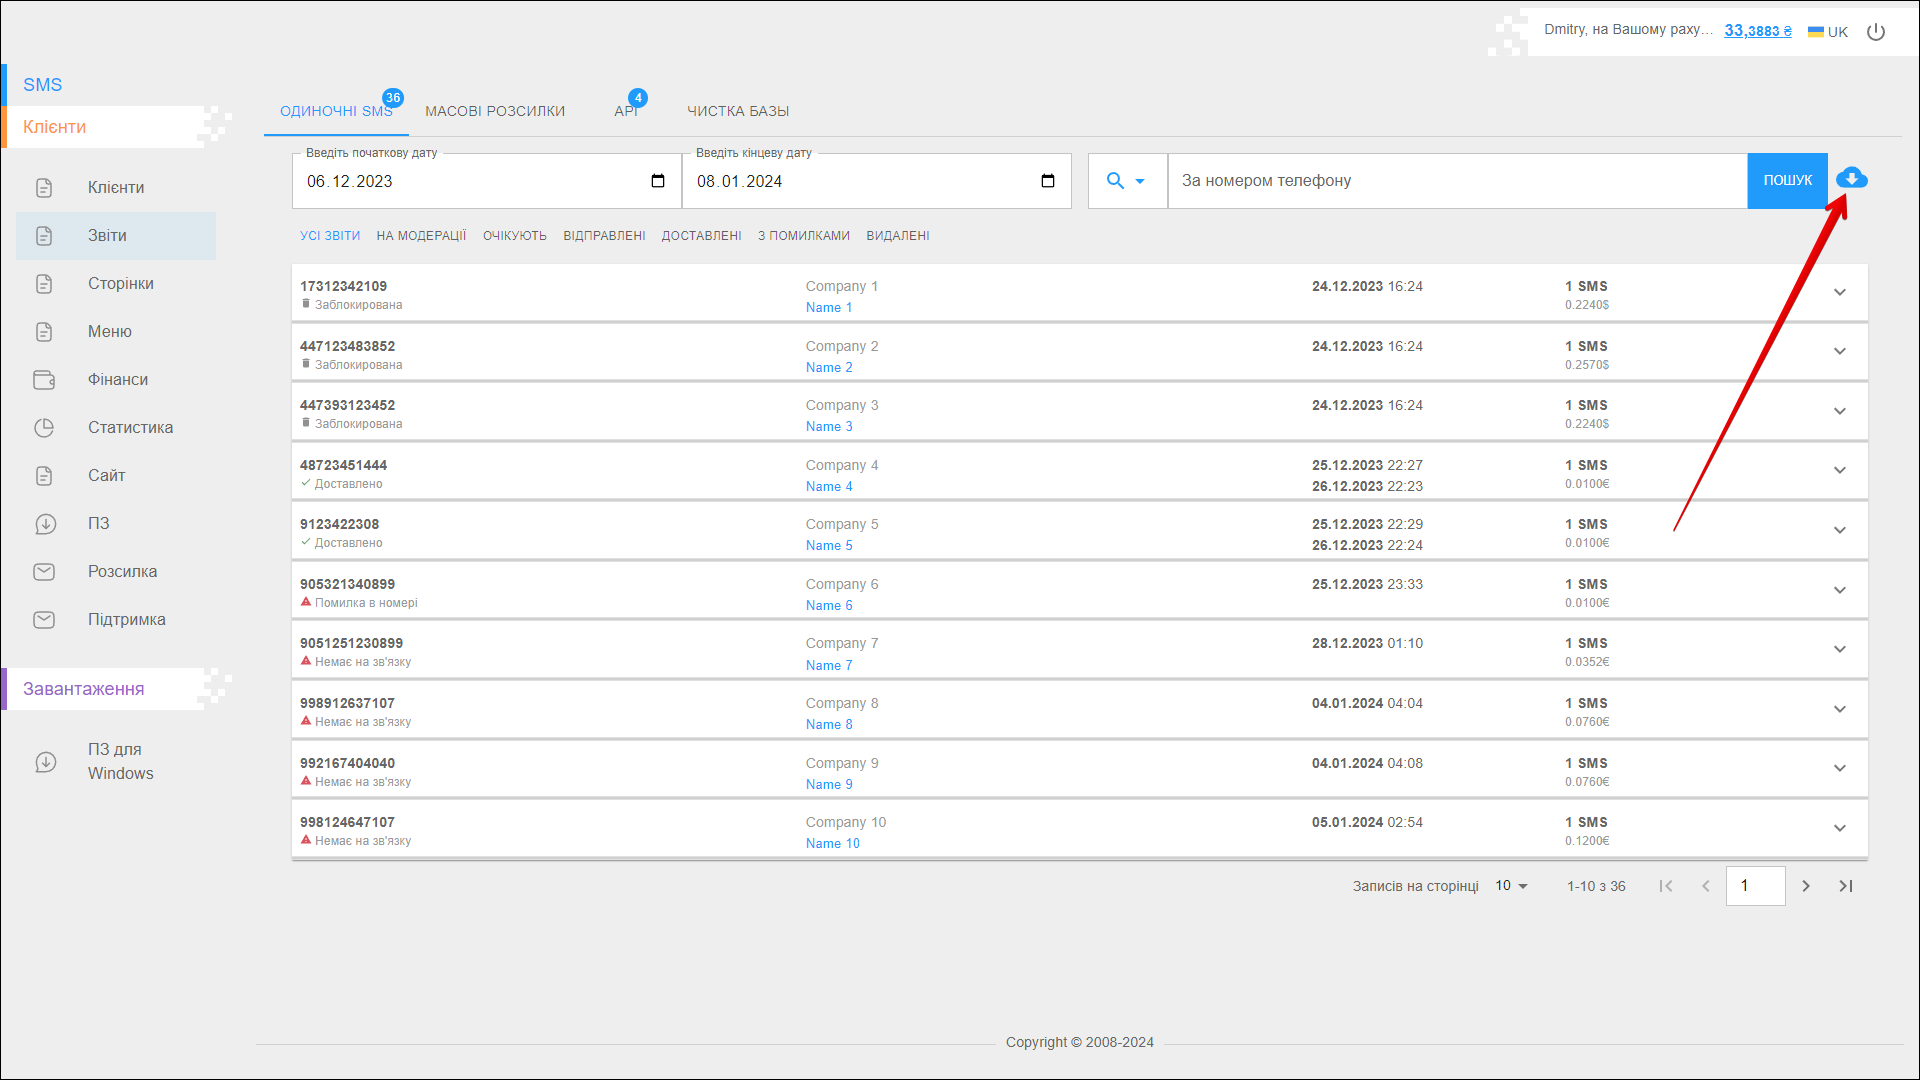 Dmitry, на Вашому раху... 33,3883 ₴ UK
SMS
Клієнти
Клієнти
Звіти
Сторінки
Меню
Фінанси
Статистика
Сайт
ПЗ
Розсилка
Підтримка
Завантаження
ПЗ для
Windows
ОДИНОЧНІ SMS 36 МАСОВІ РОЗСИЛКИ API 4 ЧИСТКА БАЗЫ
Введіть початкову дату Введіть кінцеву дату
06.12.2023 08.01.2024 За номером телефону ПОШУК
УСІ ЗВІТИ НА МОДЕРАЦІЇ ОЧІКУЮТЬ ВІДПРАВЛЕНІ ДОСТАВЛЕНІ З ПОМИЛКАМИ ВИДАЛЕНІ
17312342109 Company 1 24.12.2023 16:24 1 SMS
Заблокирована Name 1 0.2240$
447123483852 Company 2 24.12.2023 16:24 1 SMS
Заблокирована Name 2 0.2570$
447393123452 Company 3 24.12.2023 16:24 1 SMS
Заблокирована Name 3 0.2240$
48723451444 Company 4 25.12.2023 22:27 1 SMS
Доставлено Name 4 26.12.2023 22:23 0.0100€
9123422308 Company 5 25.12.2023 22:29 1 SMS
Доставлено Name 5 26.12.2023 22:24 0.0100€
905321340899 Company 6 25.12.2023 23:33 1 SMS
Помилка в номері Name 6 0.0100€
9051251230899 Company 7 28.12.2023 01:10 1 SMS
Немає на зв'язку Name 7 0.0352€
998912637107 Company 8 04.01.2024 04:04 1 SMS
Немає на зв'язку Name 8 0.0760€
992167404040 Company 9 04.01.2024 04:08 1 SMS
Немає на зв'язку Name 9 0.0760€
998124647107 Company 10 05.01.2024 02:54 1 SMS
Немає на зв'язку Name 10 0.1200€
Записів на сторінці 10 1-10 з 36 1
Copyright © 2008-2024